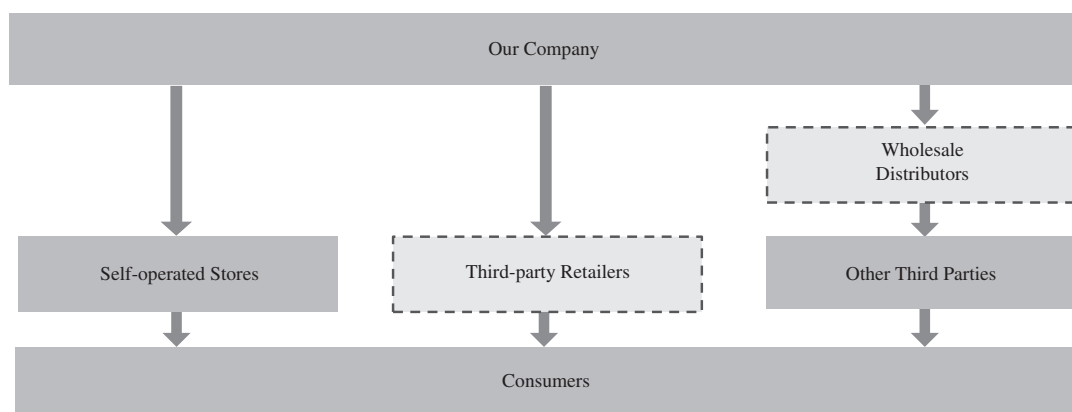 Our Company
Wholesale
Distributors
Self-operated Stores
Third-party Retailers
Other Third Parties
Consumers